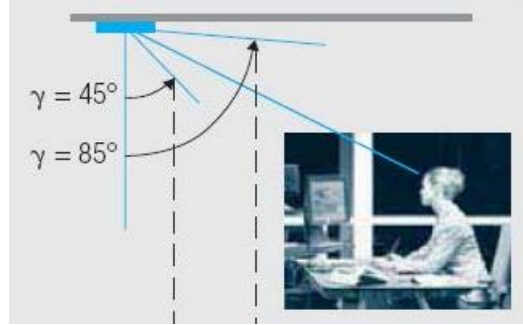 γ = 45°
γ = 85°